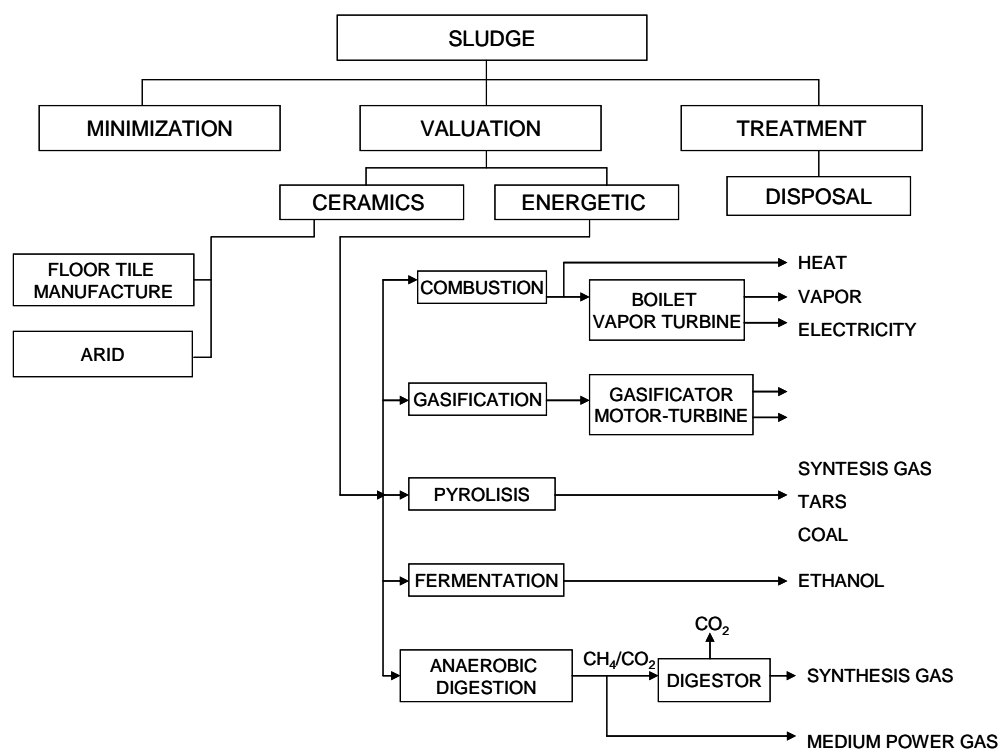 SLUDGE
MINIMIZATION
VALUATION
TREATMENT
CERAMICS
ENERGETIC
DISPOSAL
FLOOR TILE
MANUFACTURE
ARID
COMBUSTION
BOILET
VAPOR TURBINE
HEAT
VAPOR
ELECTRICITY
GASIFICATION
GASIFICATOR
MOTOR-TURBINE
PYROLISIS
SYNTESIS GAS
TARS
COAL
FERMENTATION
ETHANOL
ANAEROBIC
DIGESTION
CH₄/CO₂
CO₂
DIGESTOR
SYNTHESIS GAS
MEDIUM POWER GAS